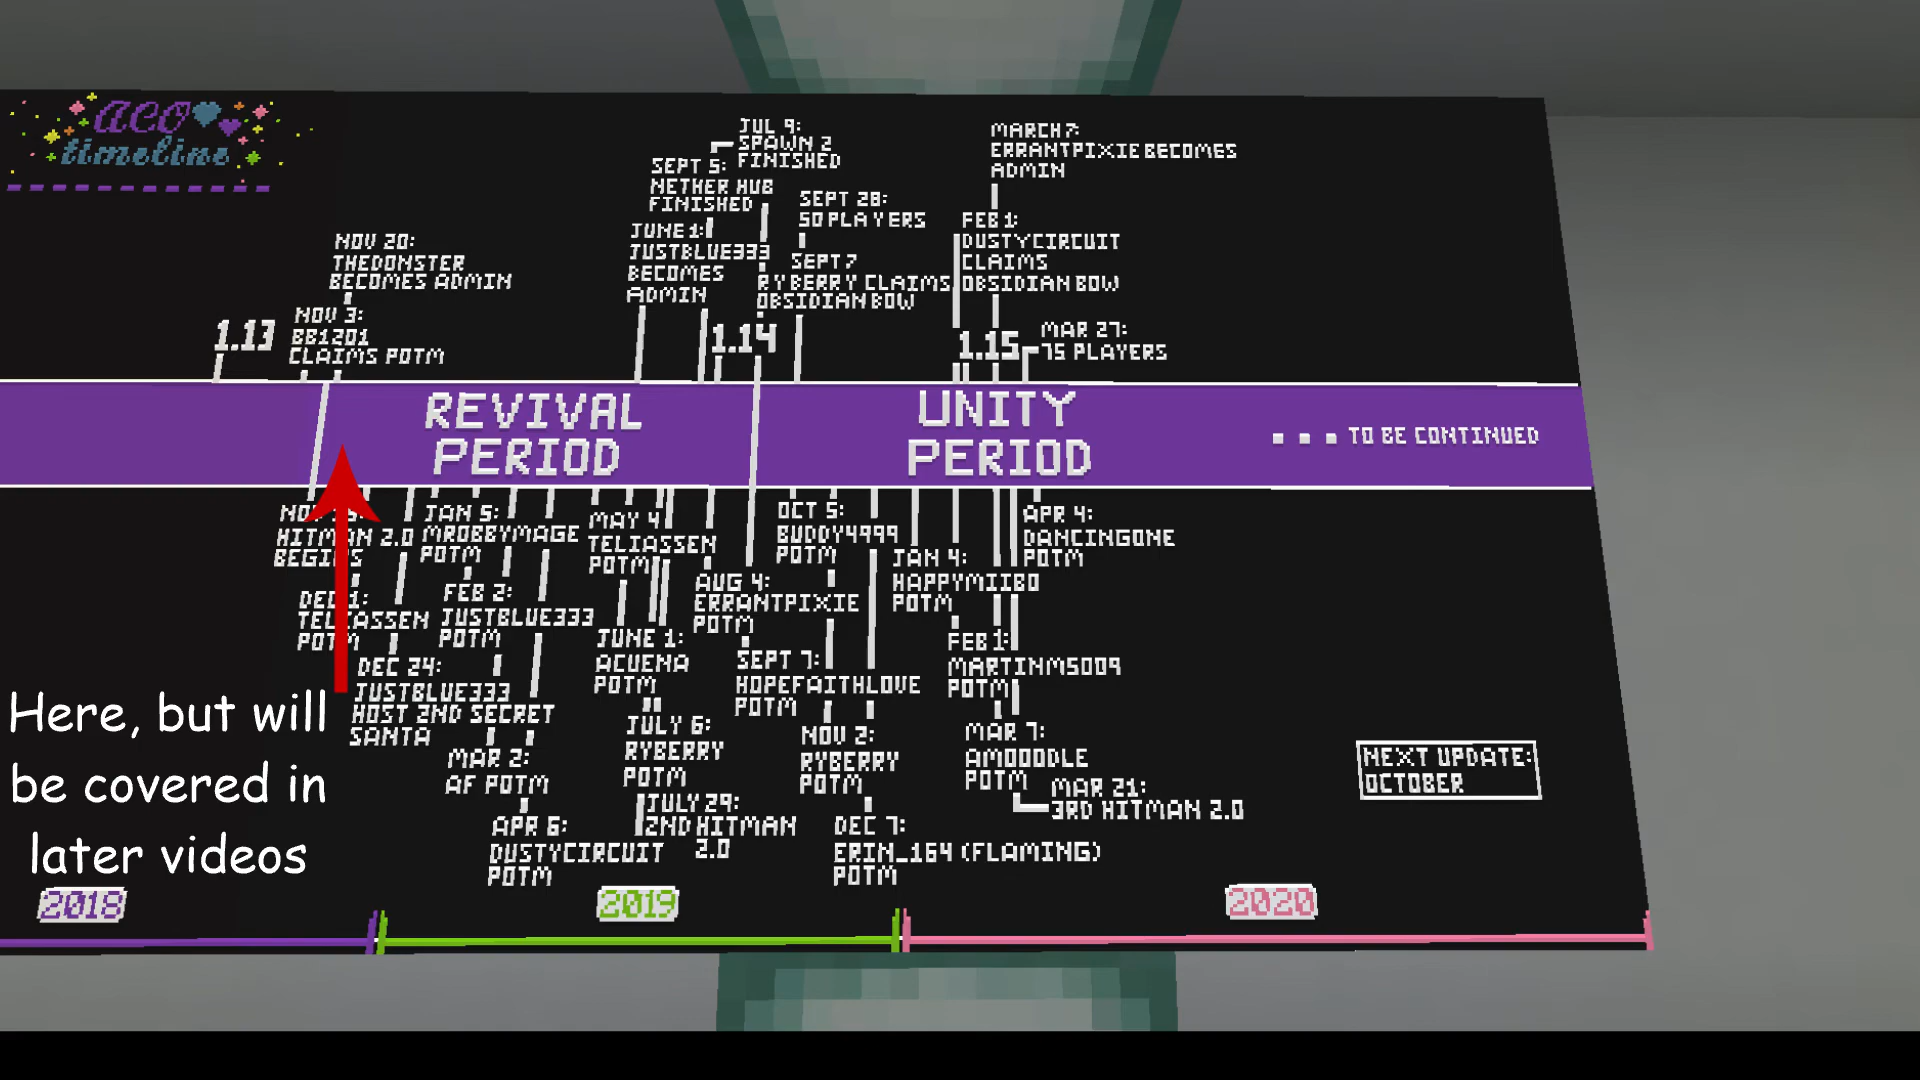 aco
timeline
NOV 20:
THEDONSTER
BECOMES ADMIN
1.13
NOV 3:
BB1201
CLAIMS POTM
JUL 9:
SPAWN 2
FINISHED
SEPT 5:
NETHER HUB
FINISHED
JUNE 1:
JUSTBLUE333
BECOMES
ADMIN
SEPT 28:
50 PLAYERS
SEPT 7
RYBERRY CLAIMS
OBSIDIAN BOW
1.14
MARCH 7:
ERRANTPIXIE BECOMES
ADMIN
FEB 1:
DUSTYCIRCUIT
CLAIMS
OBSIDIAN BOW
1.15
MAR 27:
75 PLAYERS
REVIVAL
PERIOD
UNITY
PERIOD
... TO BE CONTINUED
HITMAN 2.0
BEGINS
DEC 1:
TELIASSEN
POTM
DEC 24:
JUSTBLUE333
HOST 2ND SECRET
SANTA
JAN 5:
MROBBYMAGE
POTM
FEB 2:
JUSTBLUE333
POTM
MAR 2:
AF POTM
APR 6:
DUSTYCIRCUIT
POTM
MAY 4
TELIASSEN
POTM
JUNE 1:
ACUENA
POTM
JULY 6:
RYBERRY
POTM
JULY 29:
2ND HITMAN
2.0
AUG 4:
ERRANTPIXIE
POTM
SEPT 7:
HOPEFAITHLOVE
POTM
OCT 5:
BUDDY4999
POTM
NOV 2:
RYBERRY
POTM
DEC 7:
ERIN_164 (FLAMING)
POTM
JAN 4:
HAPPYMIIBO
POTM
FEB 1:
MARTINM5009
POTM
MAR 7:
AMOOODLE
POTM
MAR 21:
3RD HITMAN 2.0
APR 4:
DANCINGONE
POTM
NEXT UPDATE:
OCTOBER
Here, but will
be covered in
later videos
2018
2019
2020